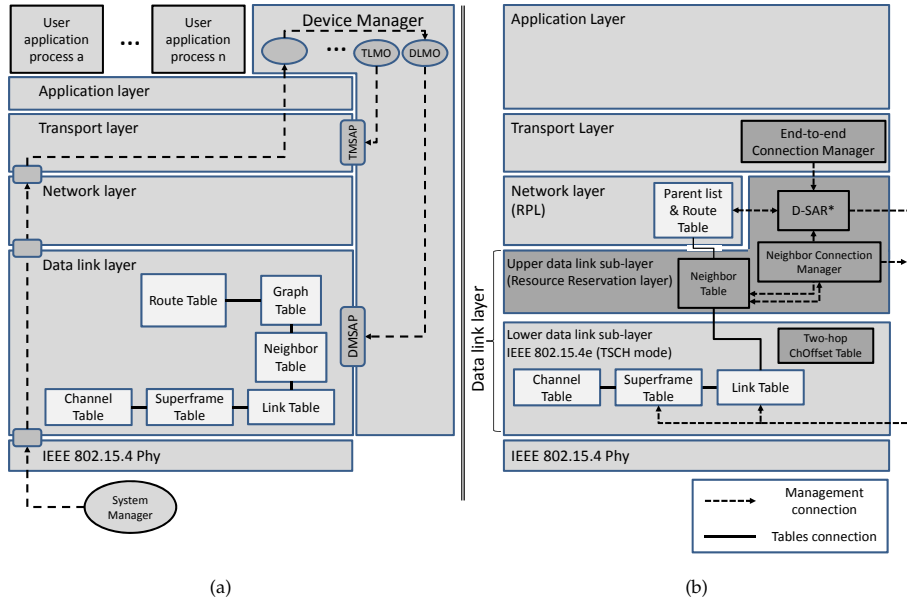 User
application
process a
...
User
application
process n
Device Manager
...
TLMO
DLMO
Application layer
Transport layer
TMSAP
Network layer
Data link layer
Route Table
Graph
Table
Neighbor
Table
DMSAP
Channel
Table
Superframe
Table
Link Table
IEEE 802.15.4 Phy
System
Manager
(a)
Application Layer
Transport Layer
End-to-end
Connection Manager
Network layer
(RPL)
Parent list
& Route
Table
D-SAR*
Neighbor Connection
Manager
Data link layer
Upper data link sub-layer
(Resource Reservation layer)
Neighbor
Table
Lower data link sub-layer
IEEE 802.15.4e (TSCH mode)
Two-hop
ChOffset Table
Channel
Table
Superframe
Table
Link Table
IEEE 802.15.4 Phy
Management
connection
Tables connection
(b)